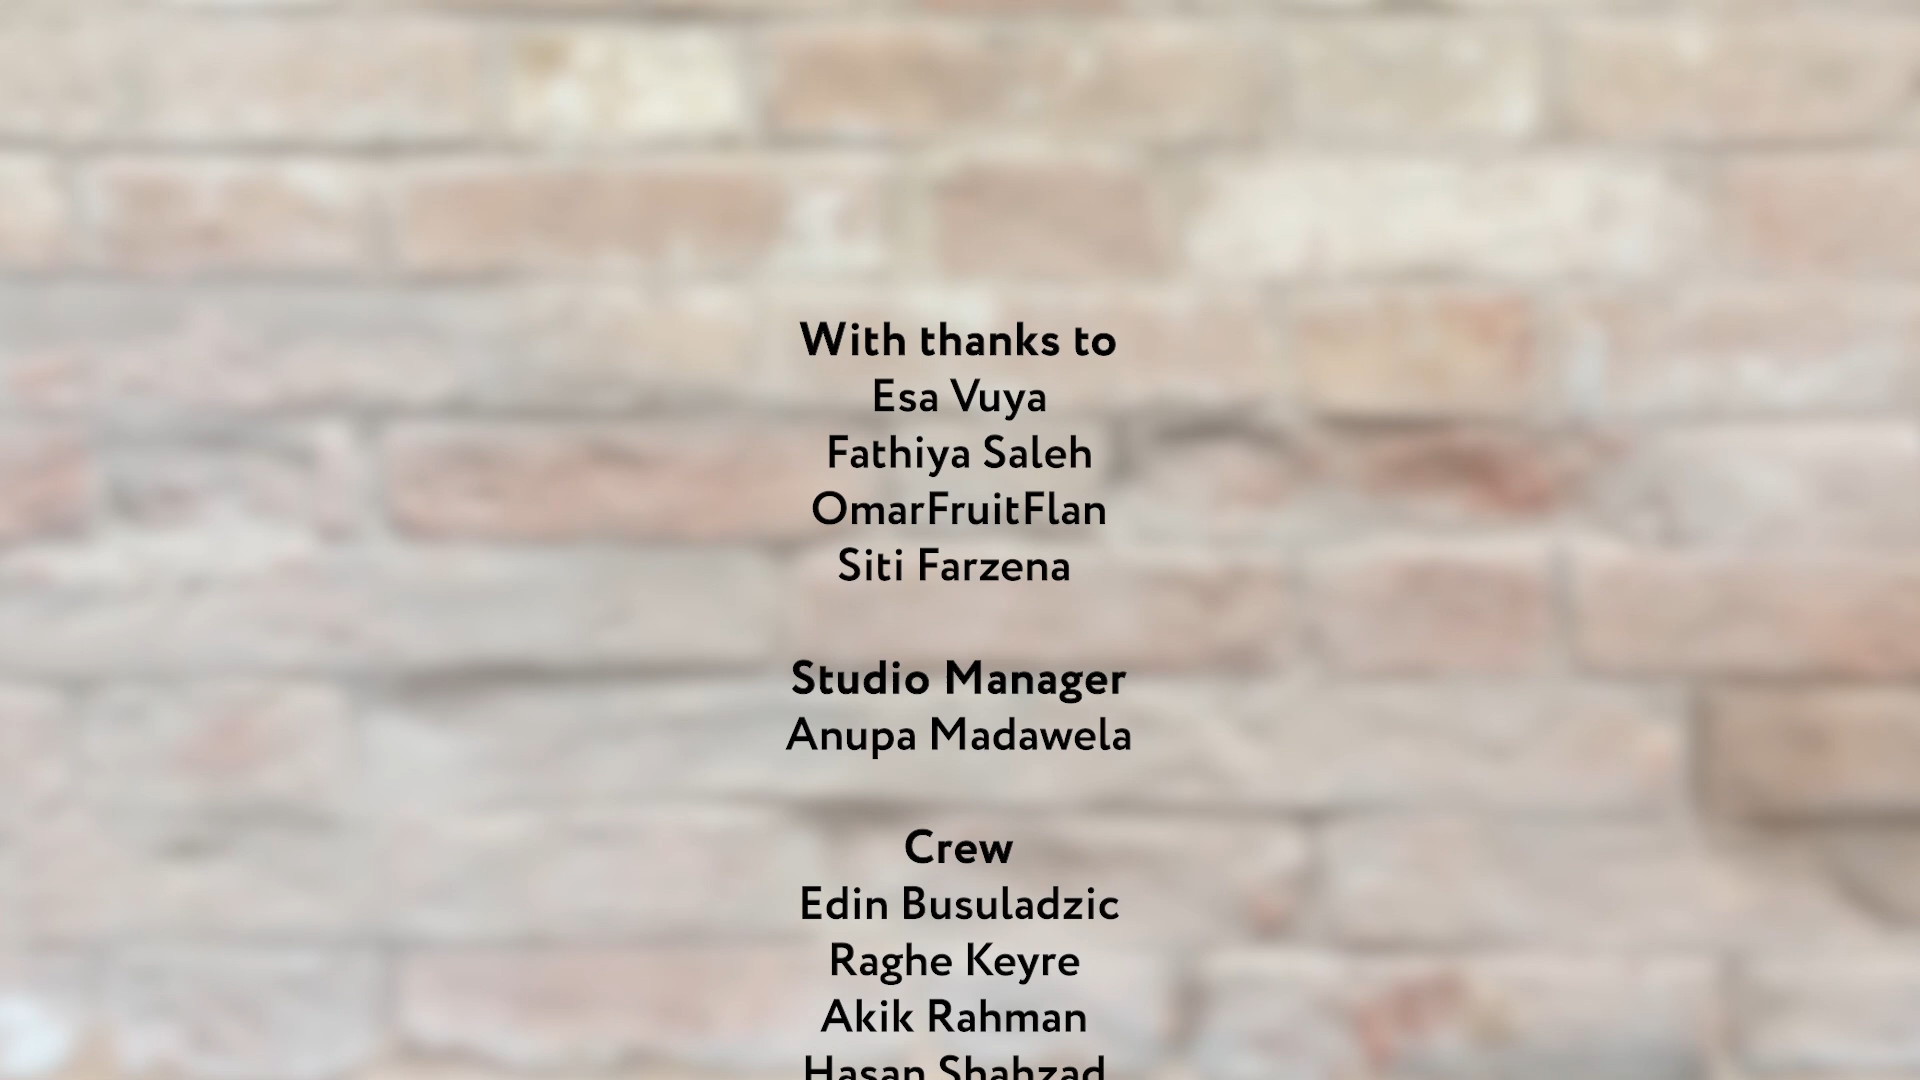 With thanks to
Esa Vuya
Fathiya Saleh
OmarFruitFlan
Siti Farzena
Studio Manager
Anupa Madawela
Crew
Edin Busuladzic
Raghe Keyre
Akik Rahman
Hasan Shahzad